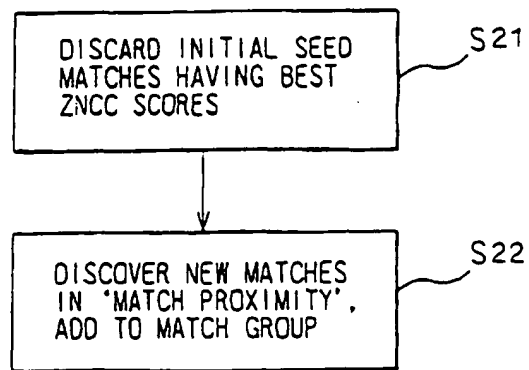 DISCARD INITIAL SEED
MATCHES HAVING BEST
ZNCC SCORES
S21
DISCOVER NEW MATCHES
IN 'MATCH PROXIMITY',
ADD TO MATCH GROUP
S22